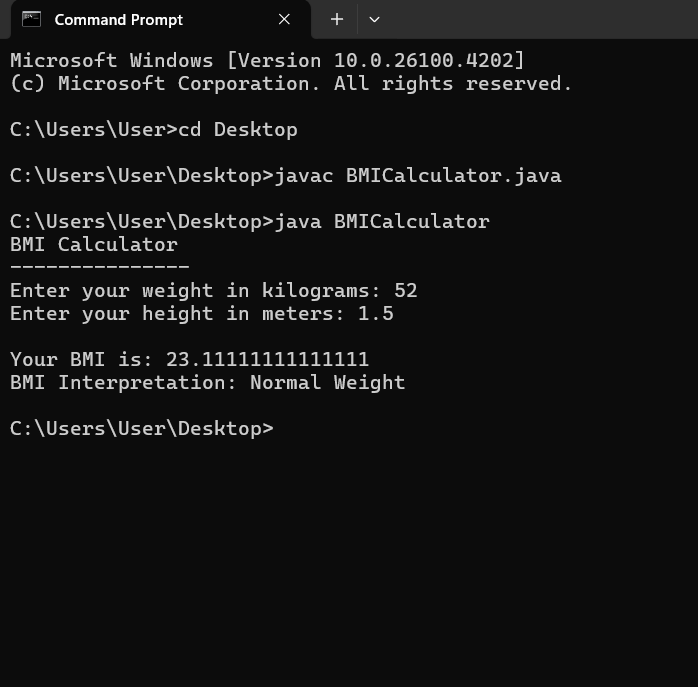 Command Prompt
Microsoft Windows [Version 10.0.26100.4202]
(c) Microsoft Corporation. All rights reserved.
C:\Users\User>cd Desktop
C:\Users\User\Desktop>javac BMICalculator.java
C:\Users\User\Desktop>java BMICalculator
BMI Calculator
---------------
Enter your weight in kilograms: 52
Enter your height in meters: 1.5
Your BMI is: 23.11111111111111
BMI Interpretation: Normal Weight
C:\Users\User\Desktop>